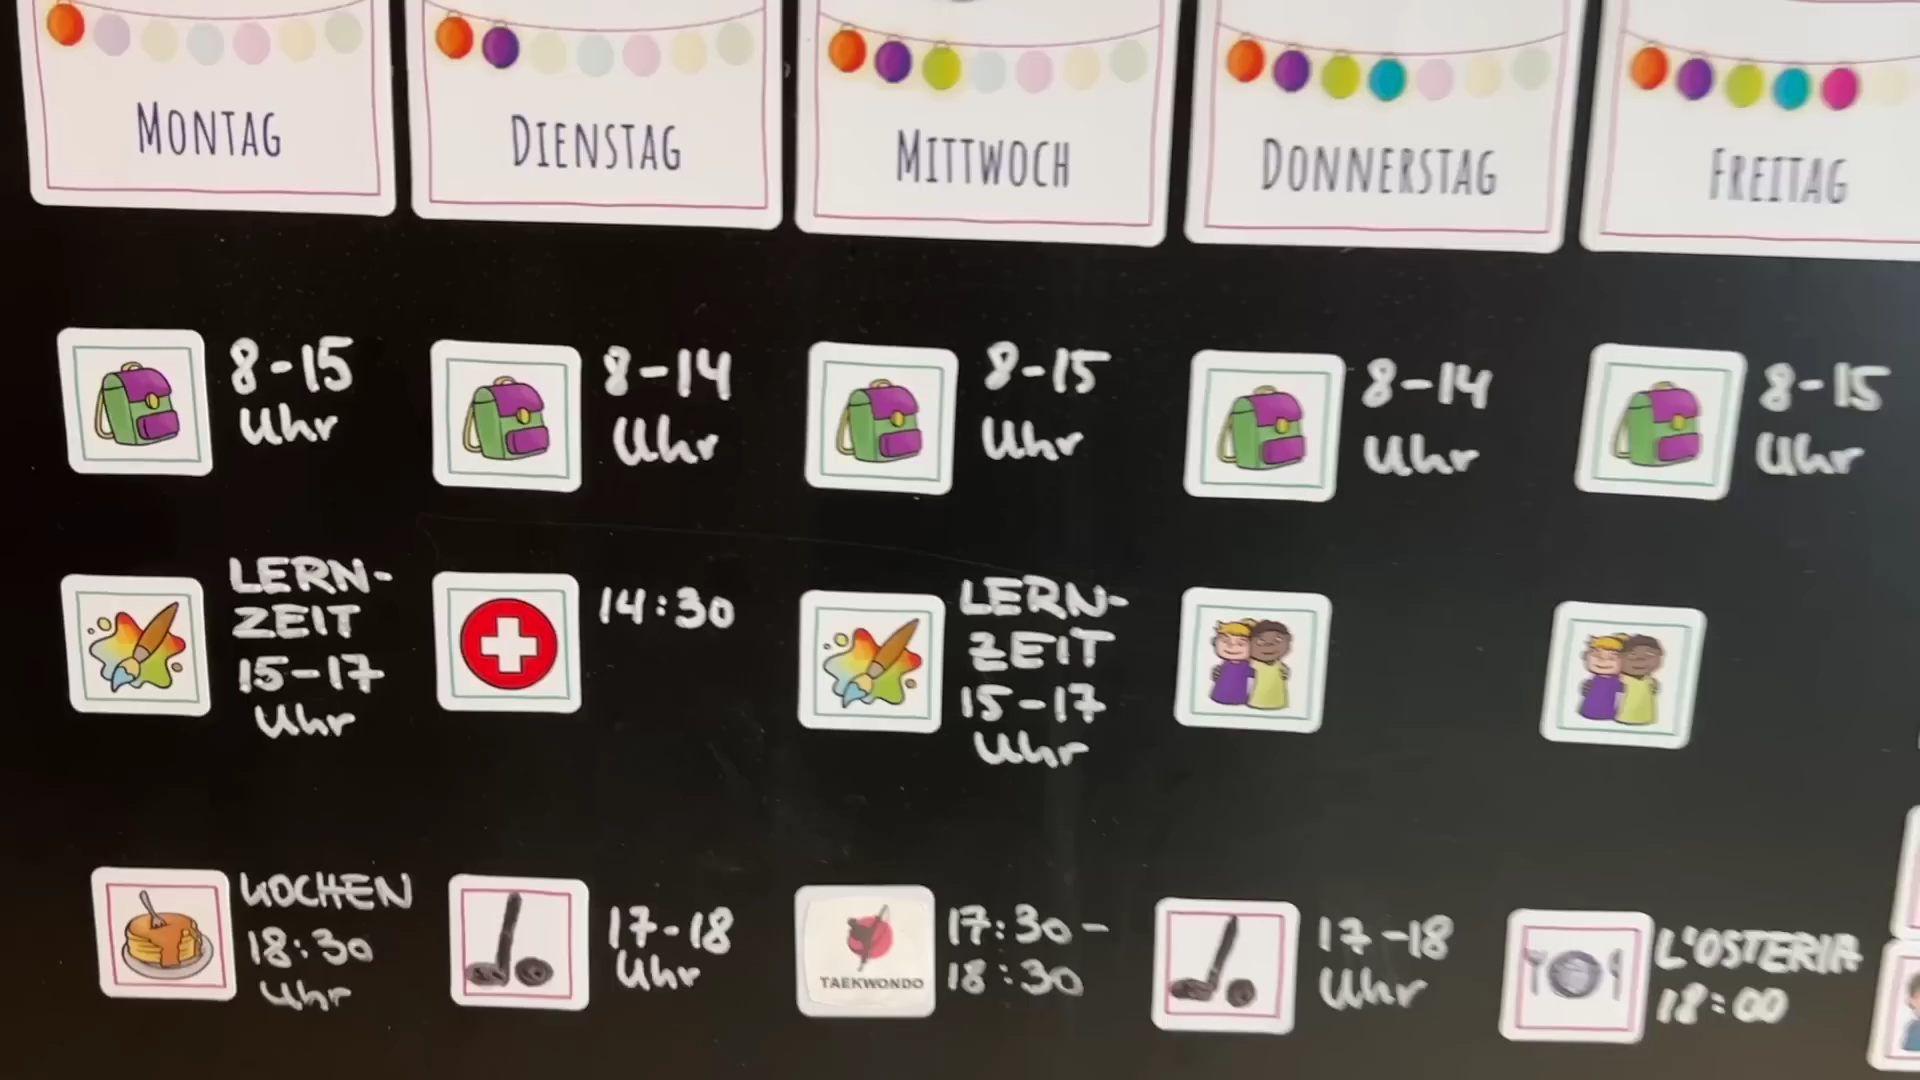 MONTAG
DIENSTAG
MITTWOCH
DONNERSTAG
FREITAG
8-15
Uhr
8-14
Uhr
8-15
Uhr
8-14
Uhr
8-15
Uhr
LERN-
ZEIT
15-17
Uhr
14:30
LERN-
ZEIT
15-17
Uhr
KOCHEN
18:30
Uhr
17-18
Uhr
TAEKWONDO
17:30-
18:30
17-18
Uhr
L'OSTERIA
18:00